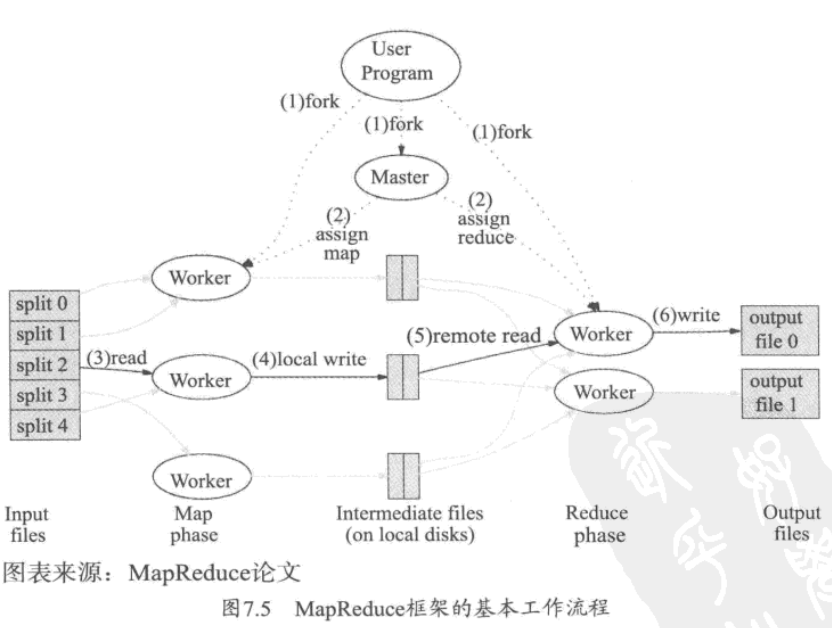 User
Program
(1)fork
(1)fork
(1)fork
Master
(2)
assign
map
(2)
assign
reduce
Worker
split 0
split 1
split 2
split 3
split 4
(3)read
Worker
(4)local write
(5)remote read
Worker
(6)write
output
file 0
Worker
output
file 1
Worker
Input
files
Map
phase
Intermediate files
(on local disks)
Reduce
phase
Output
files
图表来源：MapReduce论文
图7.5 MapReduce框架的基本工作流程